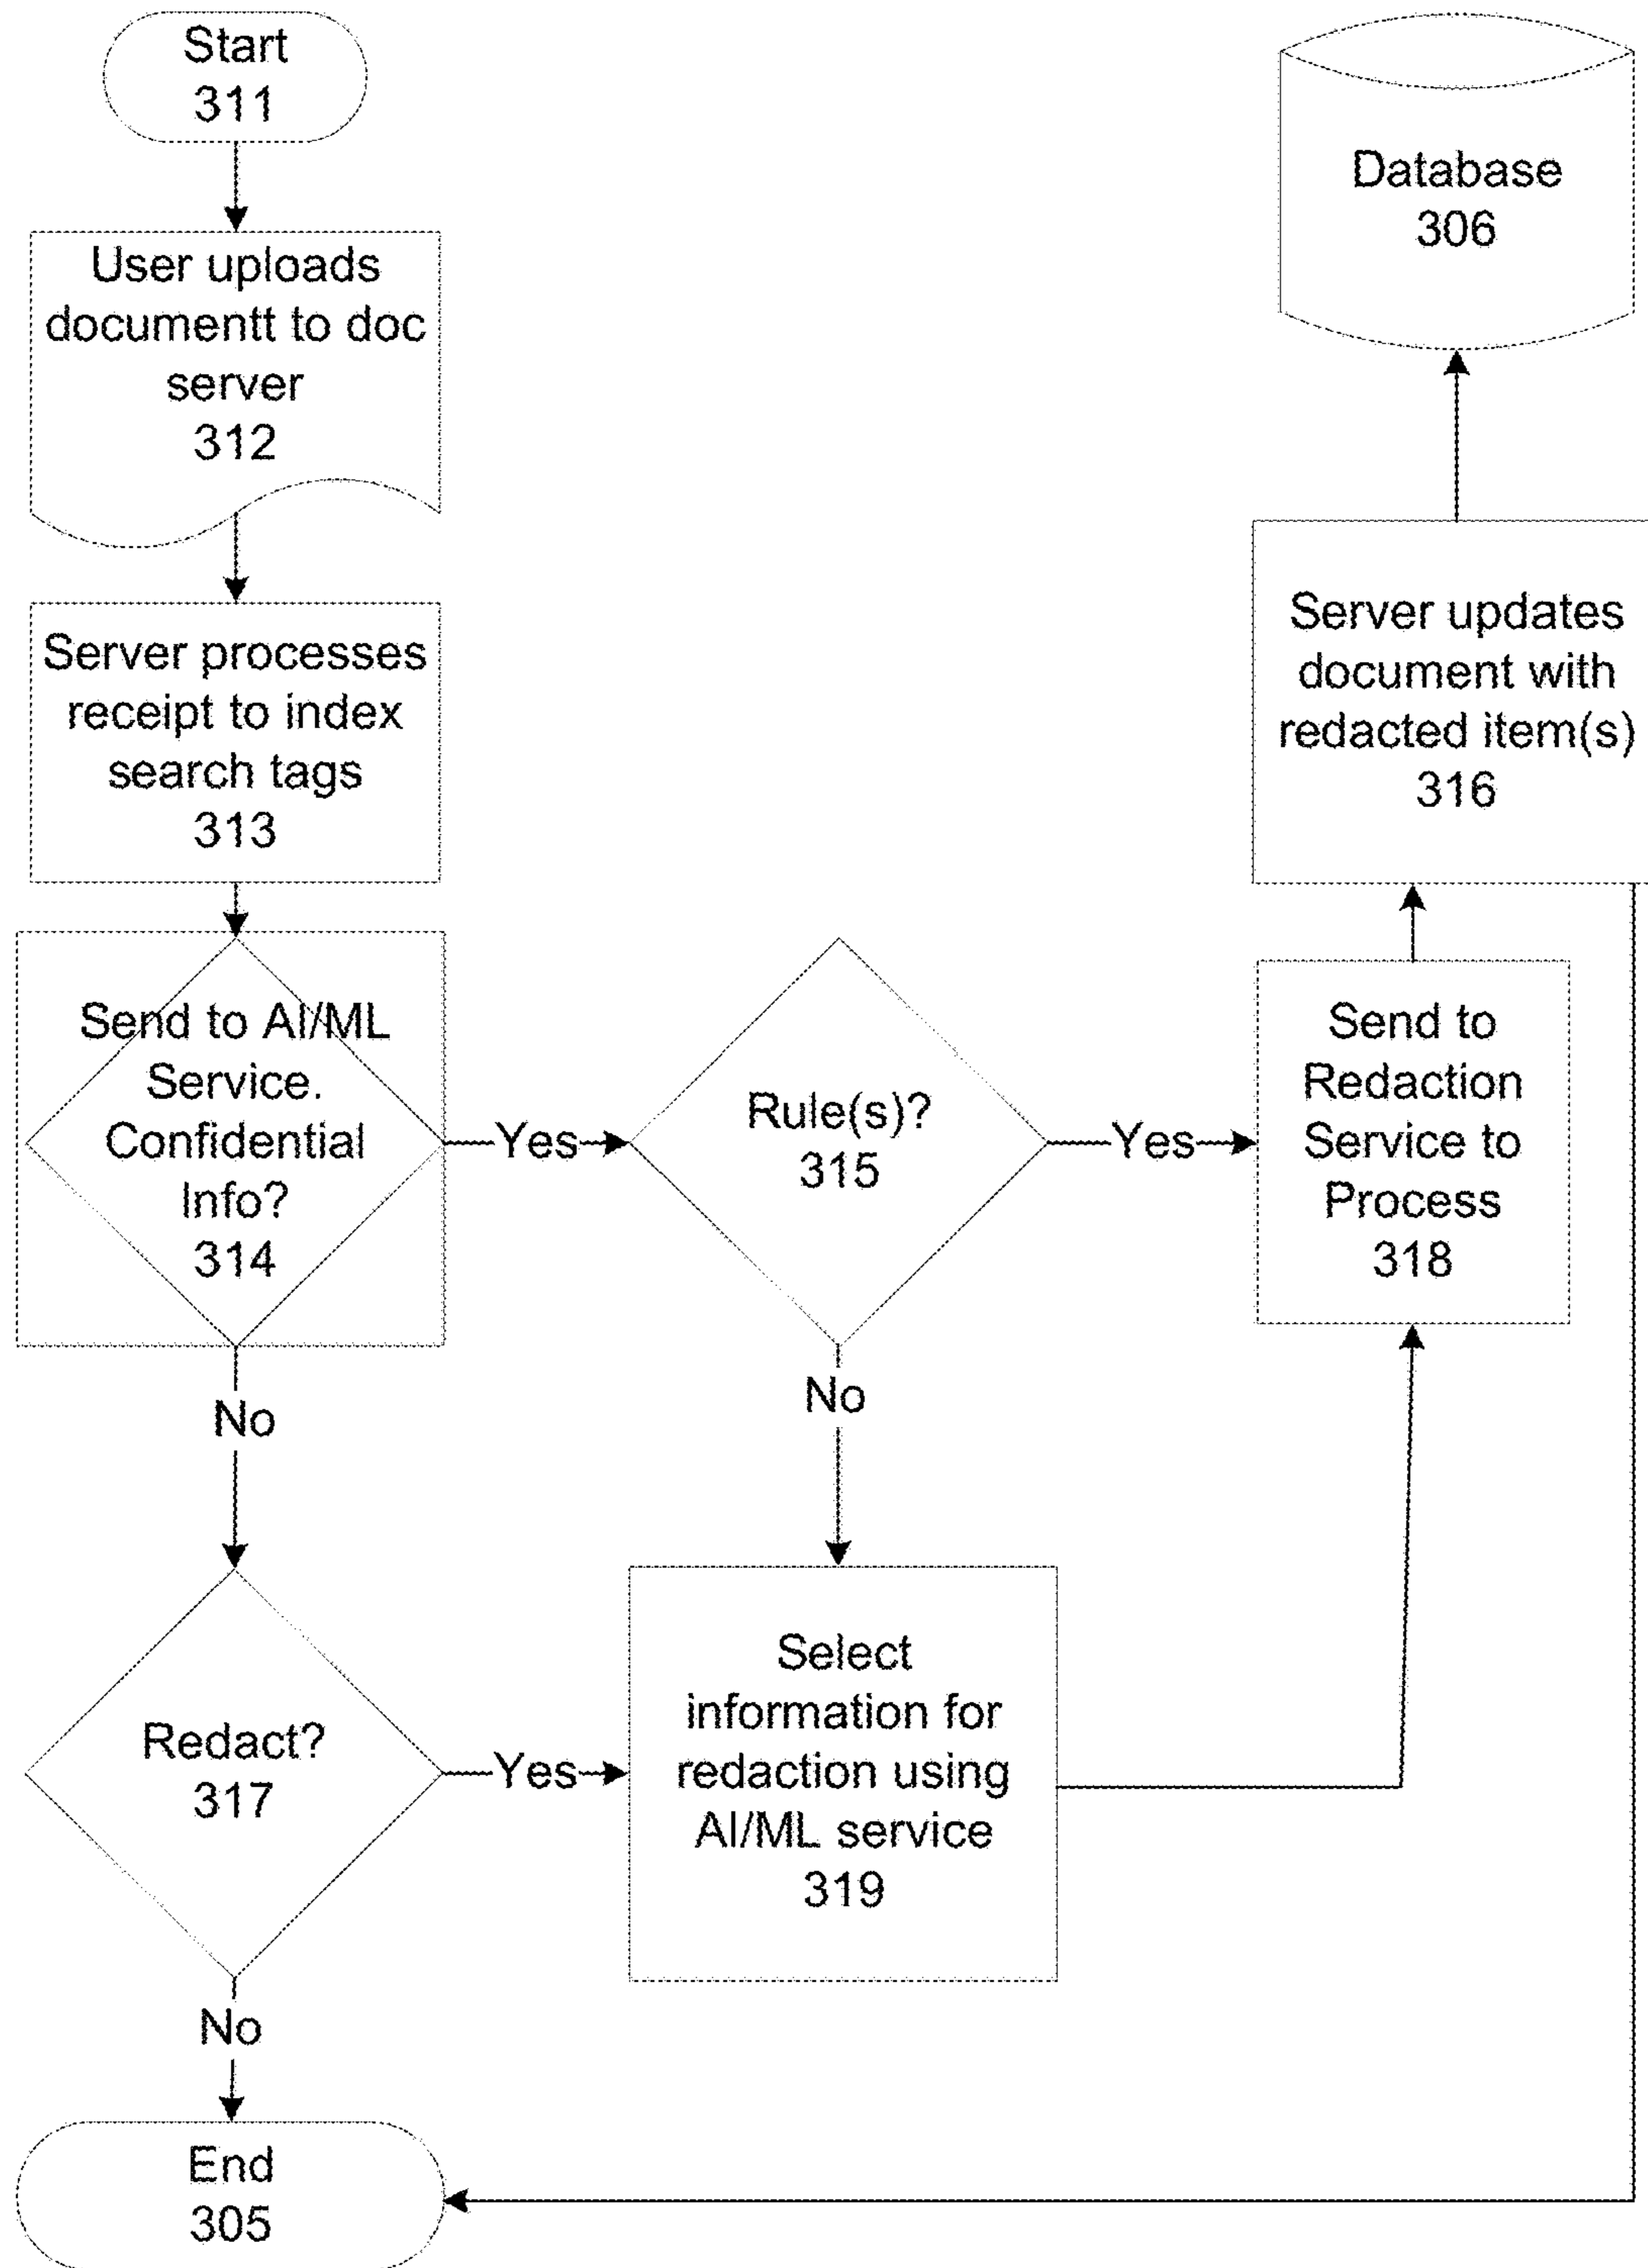 Start
311
User uploads
documentt to doc
server
312
Server processes
receipt to index
search tags
313
Send to AI/ML
Service.
Confidential
Info?
314
Yes
Rule(s)?
315
Yes
Send to
Redaction
Service to
Process
318
Server updates
document with
redacted item(s)
316
Database
306
No
No
Redact?
317
Yes
Select
information for
redaction using
AI/ML service
319
No
End
305